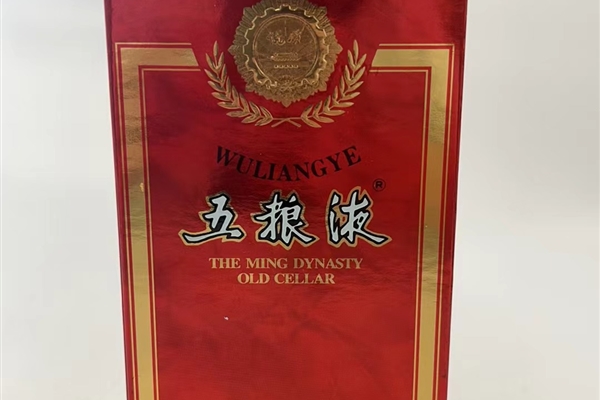 WULIANGYE
五粮液®
THE MING DYNASTY
OLD CELLAR